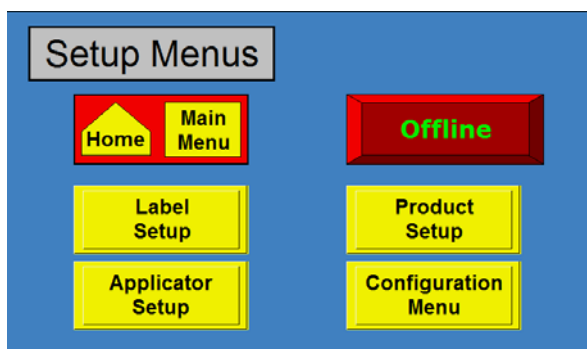 Setup Menus
Home
Main
Menu
Offline
Label
Setup
Product
Setup
Applicator
Setup
Configuration
Menu